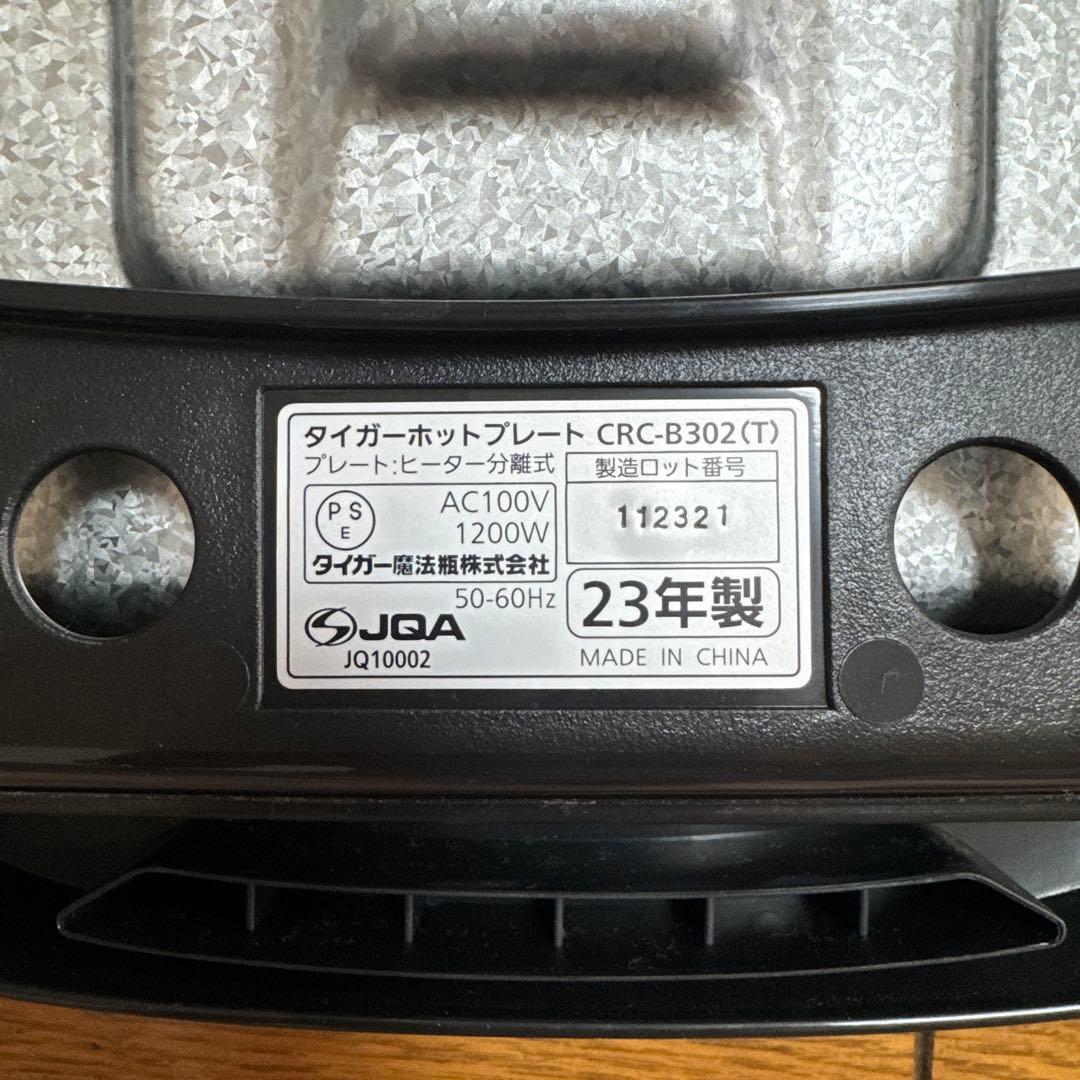 タイガーホットプレート CRC-B302(T)
プレート:ヒーター分離式
製造ロット番号
112321
PS
E
AC100V
1200W
タイガー魔法瓶株式会社
50-60Hz
JQA
JQ10002
23年製
MADE IN CHINA